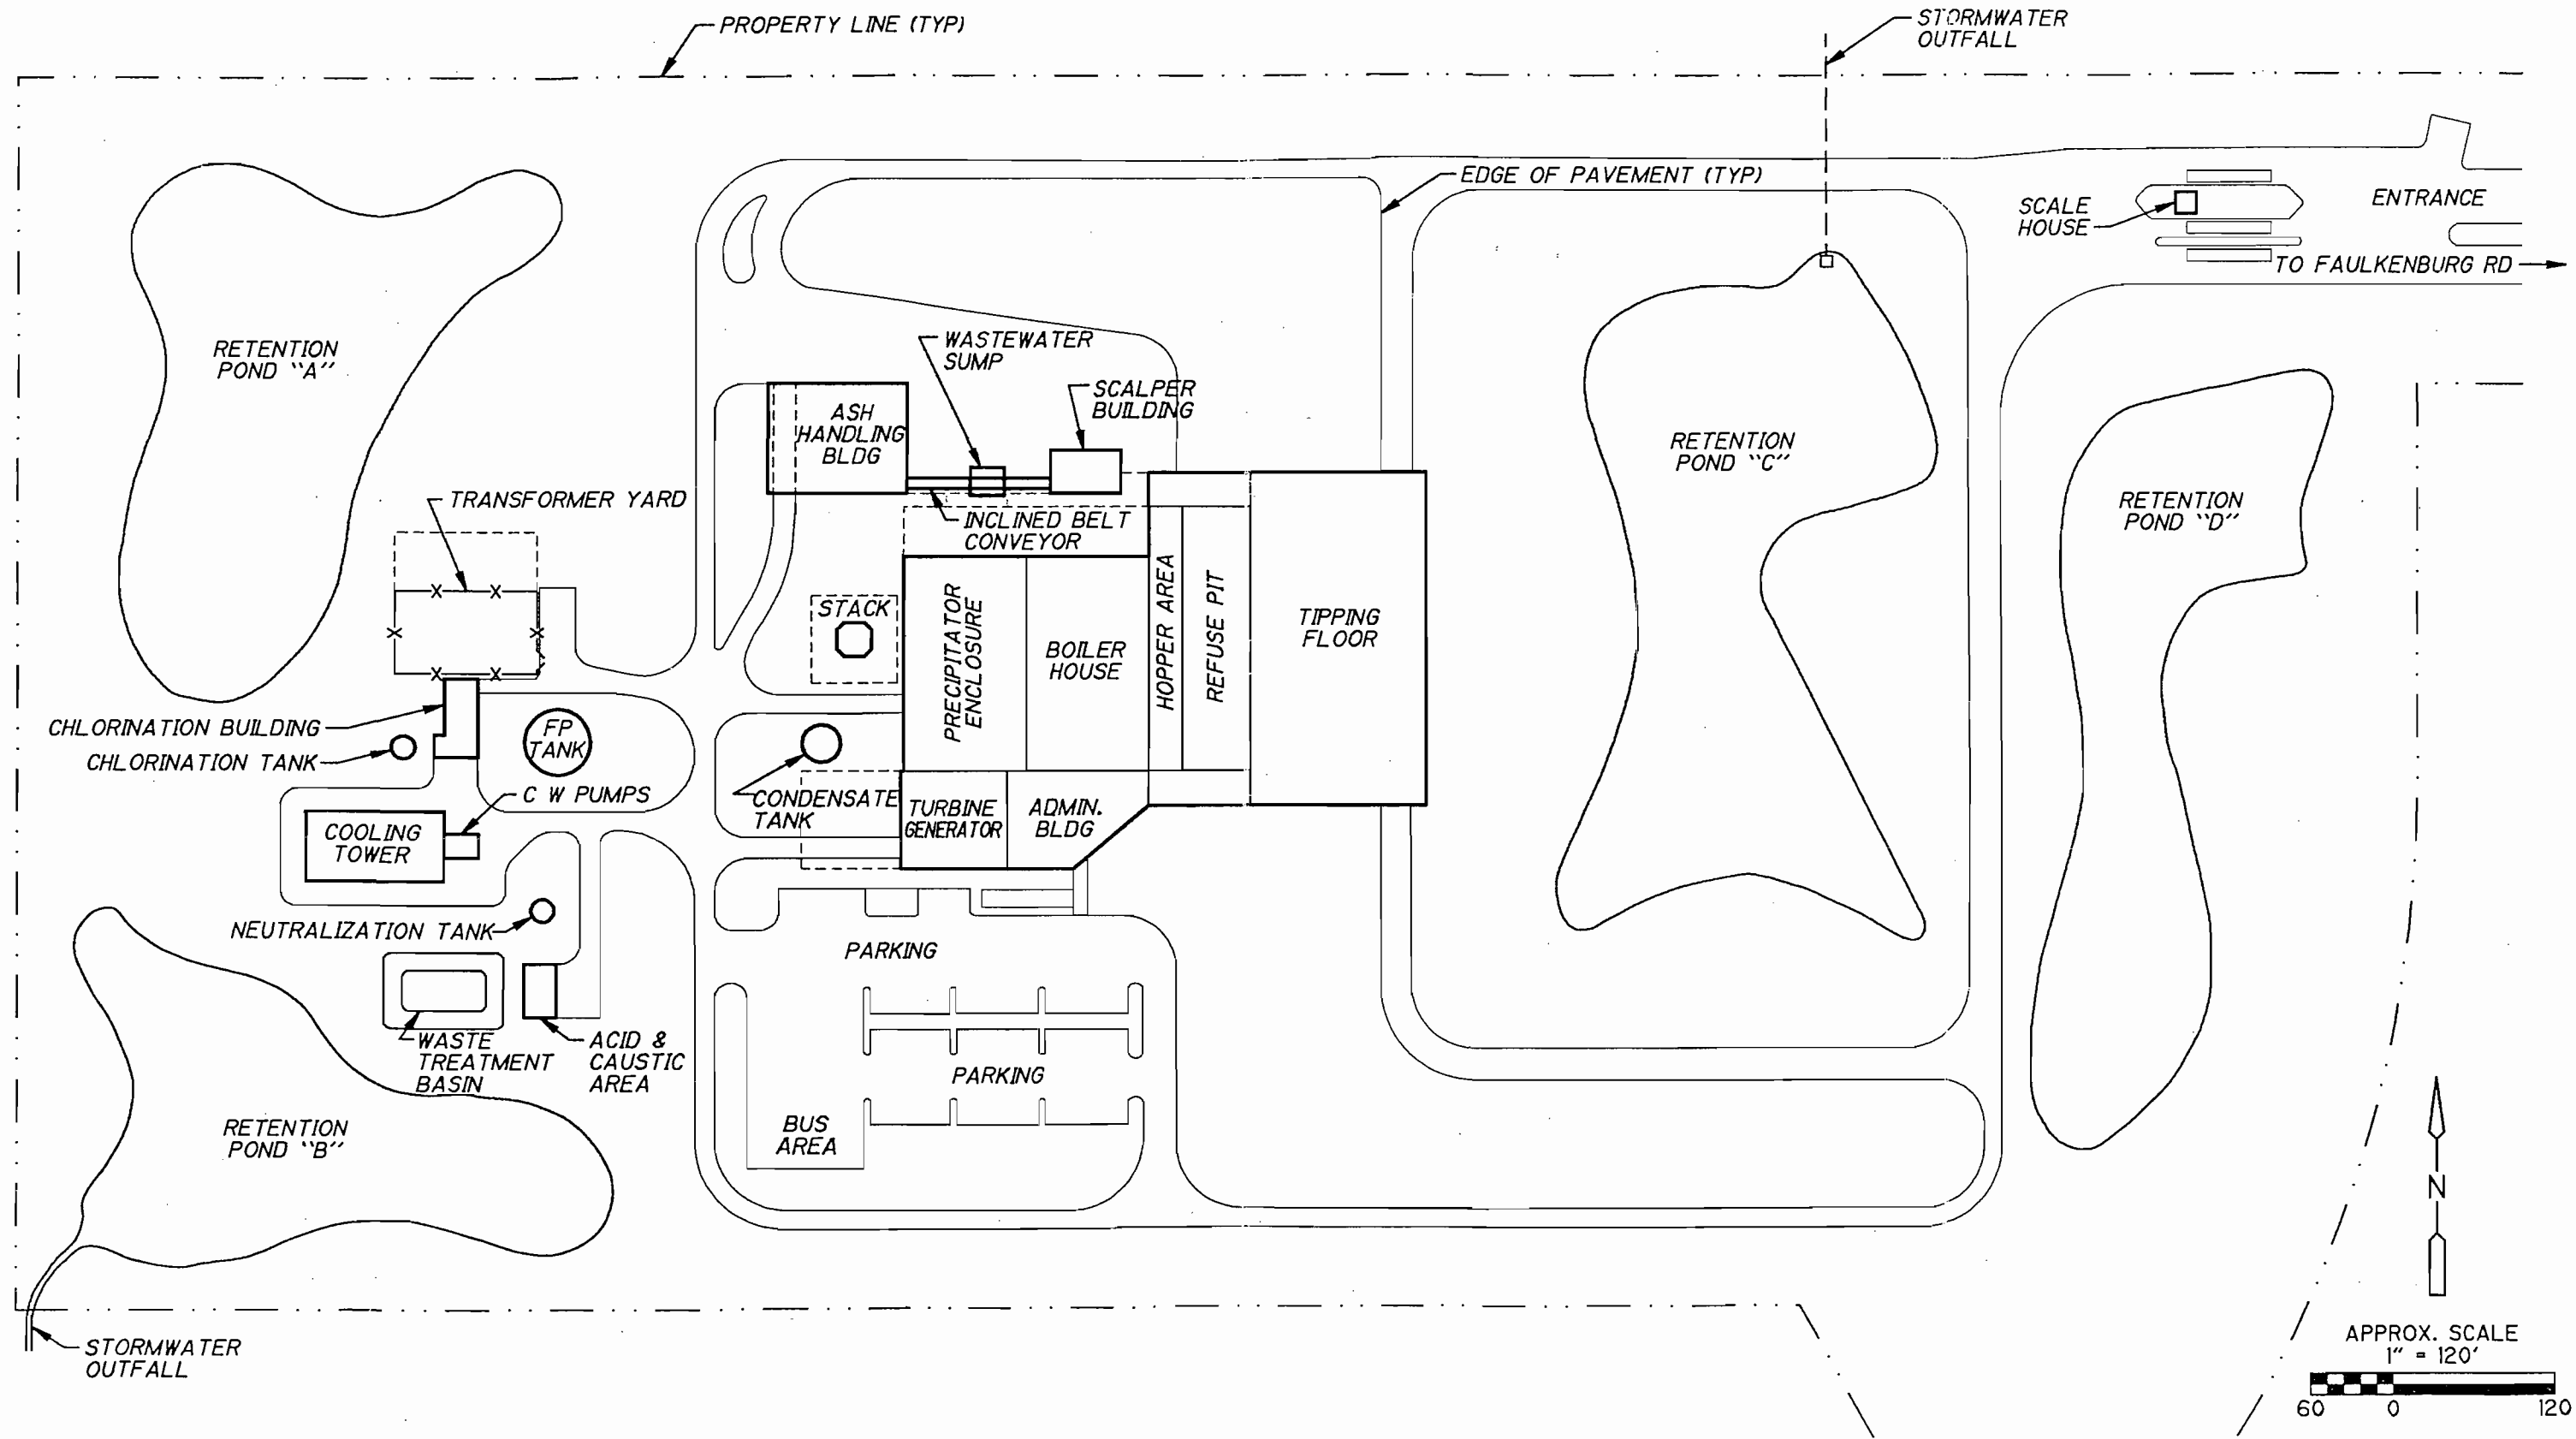 PROPERTY LINE (TYP)
STORMWATER
OUTFALL
EDGE OF PAVEMENT (TYP)
SCALE
HOUSE
ENTRANCE
TO FAULKENBURG RD
RETENTION
POND "A"
WASTEWATER
SUMP
SCALPER
BUILDING
ASH
HANDLING
BLDG
RETENTION
POND "C"
RETENTION
POND "D"
TRANSFORMER YARD
INCLINED BELT
CONVEYOR
STACK
PRECIPITATOR
ENCLOSURE
BOILER
HOUSE
HOPPER AREA
REFUSE PIT
TIPPING
FLOOR
CHLORINATION BUILDING
CHLORINATION TANK
FP
TANK
C W PUMPS
CONDENSATE
TANK
TURBINE
GENERATOR
ADMIN.
BLDG
COOLING
TOWER
NEUTRALIZATION TANK
PARKING
WASTE
TREATMENT
BASIN
ACID &
CAUSTIC
AREA
PARKING
BUS
AREA
RETENTION
POND "B"
N
STORMWATER
OUTFALL
APPROX. SCALE
1" = 120'
60 0 120